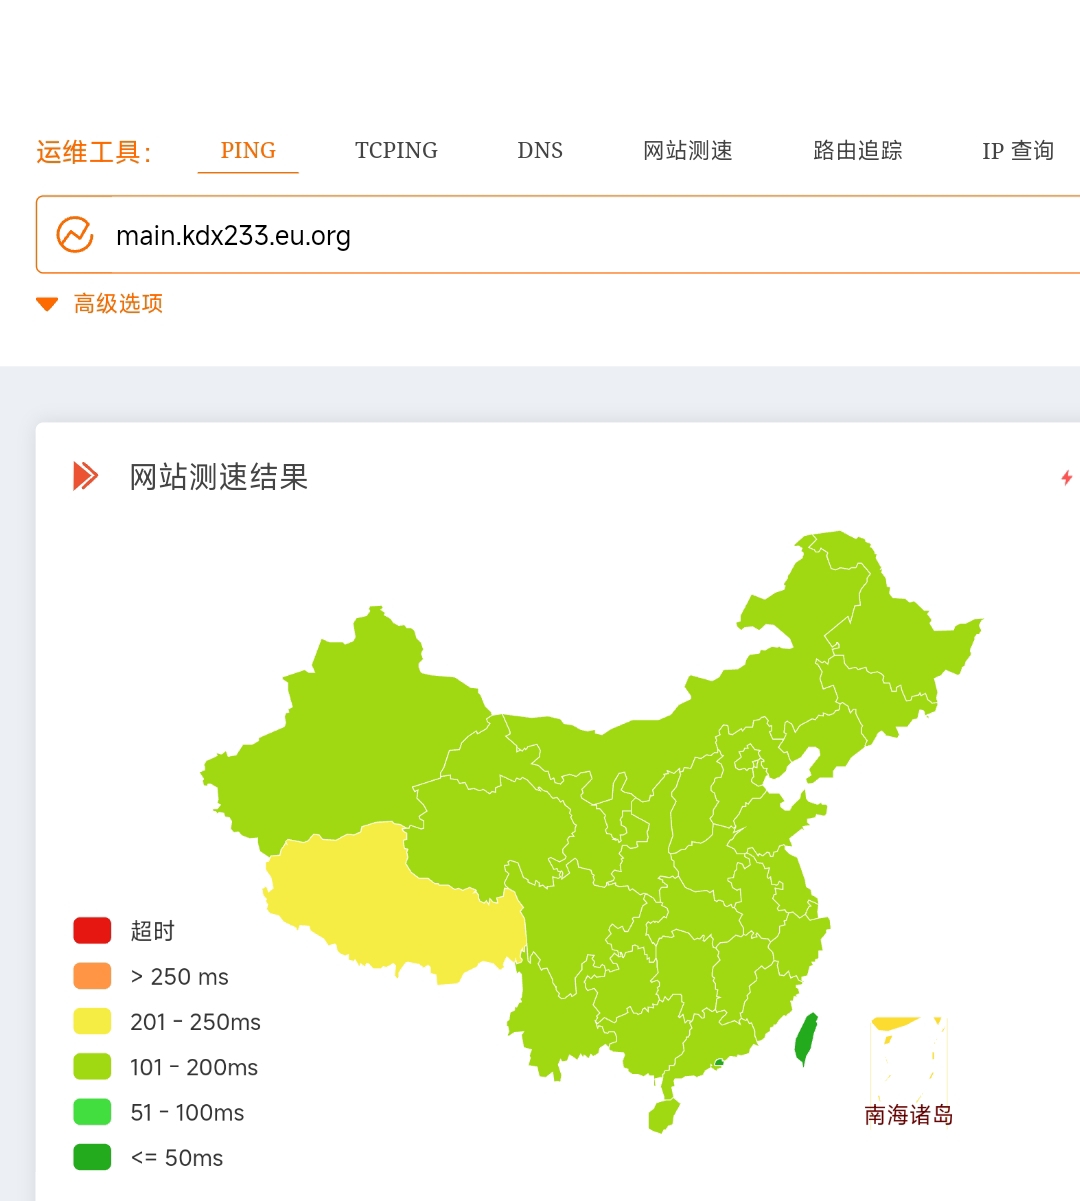 运维工具： PING TCPING DNS 网站测速 路由追踪 IP 查询
main.kdx233.eu.org
高级选项
网站测速结果
超时
> 250 ms
201 - 250ms
101 - 200ms
51 - 100ms
<= 50ms
南海诸岛